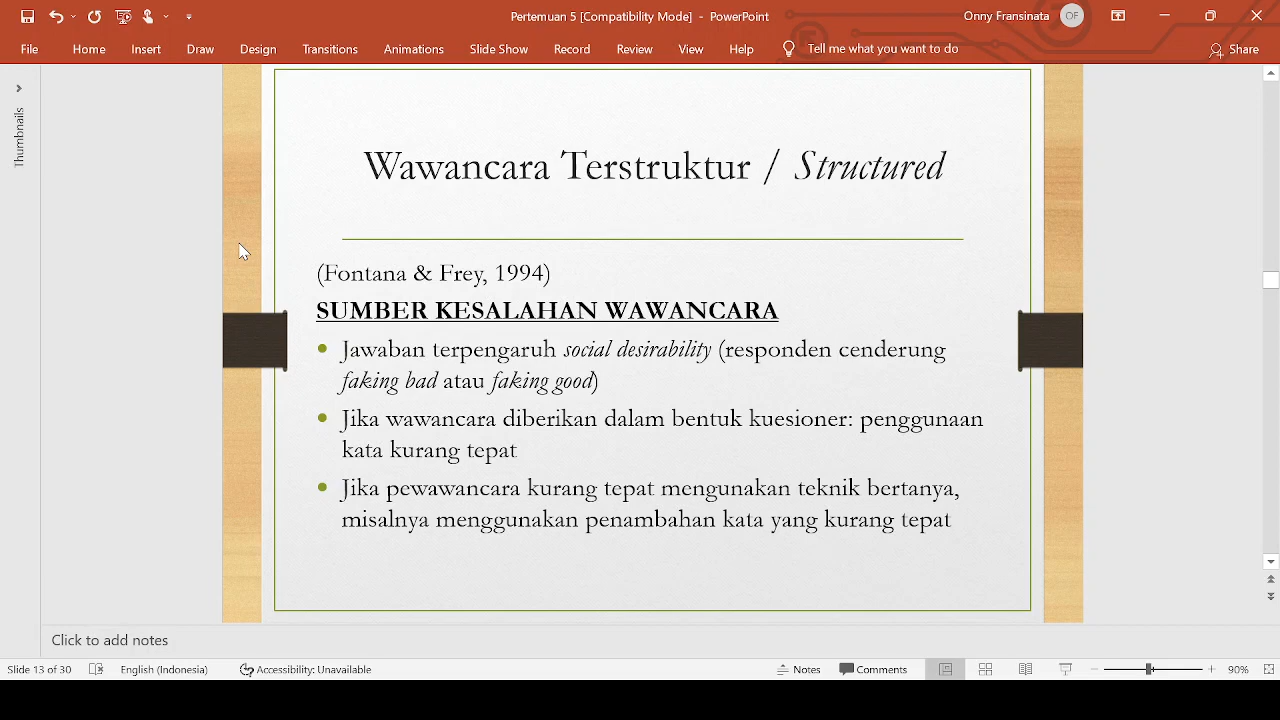 Pertemuan 5 [Compatibility Mode] - PowerPoint
Onny Fransinata
OF
File Home Insert Draw Design Transitions Animations Slide Show Record Review View Help Tell me what you want to do Share
Thumbnails
Wawancara Terstruktur / Structured
(Fontana & Frey, 1994)
SUMBER KESALAHAN WAWANCARA
• Jawaban terpengaruh social desirability (responden cenderung
faking bad atau faking good)
• Jika wawancara diberikan dalam bentuk kuesioner: penggunaan
kata kurang tepat
• Jika pewawancara kurang tepat mengunakan teknik bertanya,
misalnya menggunakan penambahan kata yang kurang tepat
Click to add notes
Slide 13 of 30 English (Indonesia) Accessibility: Unavailable Notes Comments 90%